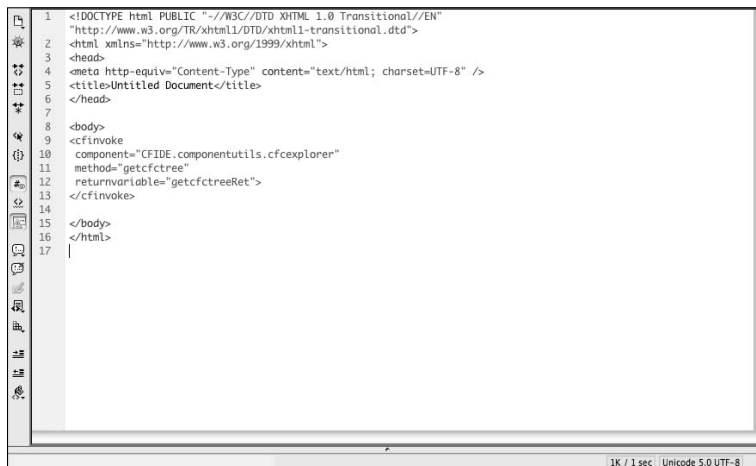 1 <!DOCTYPE html PUBLIC "-//W3C//DTD XHTML 1.0 Transitional//EN"
"http://www.w3.org/TR/xhtml1/DTD/xhtml1-transitional.dtd">
2 <html xmlns="http://www.w3.org/1999/xhtml">
3 <head>
4 <meta http-equiv="Content-Type" content="text/html; charset=UTF-8" />
5 <title>Untitled Document</title>
6 </head>
7
8 <body>
9 <cfinvoke
10 component="CFIDE.componentutils.cfcexplorer"
11 method="getcfctree"
12 returnvariable="getcfctreeRet">
13 </cfinvoke>
14
15 </body>
16 </html>
17
1K / 1 sec Unicode 5.0 UTF-8